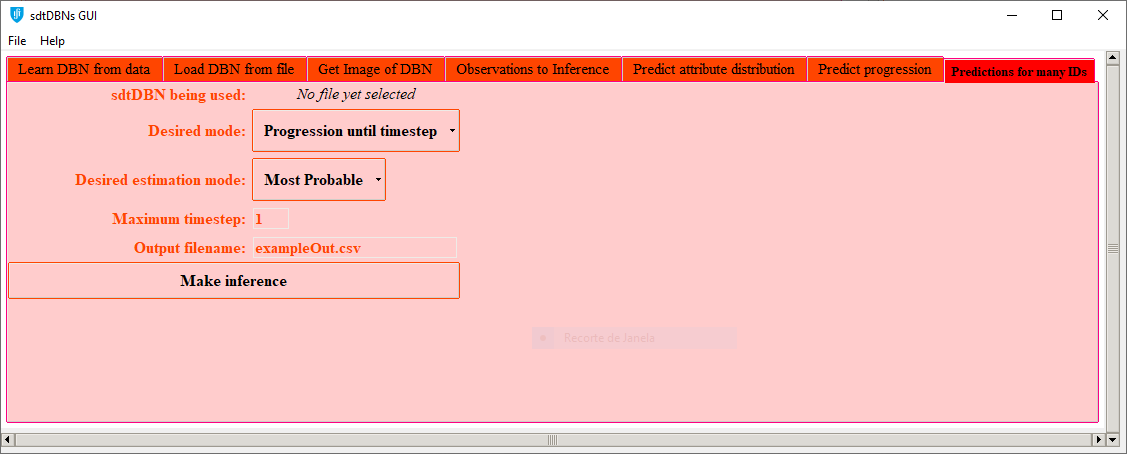 sdtDBNs GUI
File Help
Learn DBN from data Load DBN from file Get Image of DBN Observations to Inference Predict attribute distribution Predict progression Predictions for many IDs
sdtDBN being used: No file yet selected
Desired mode: Progression until timestep
Desired estimation mode: Most Probable
Maximum timestep: 1
Output filename: exampleOut.csv
Make inference
Recorte de Janela